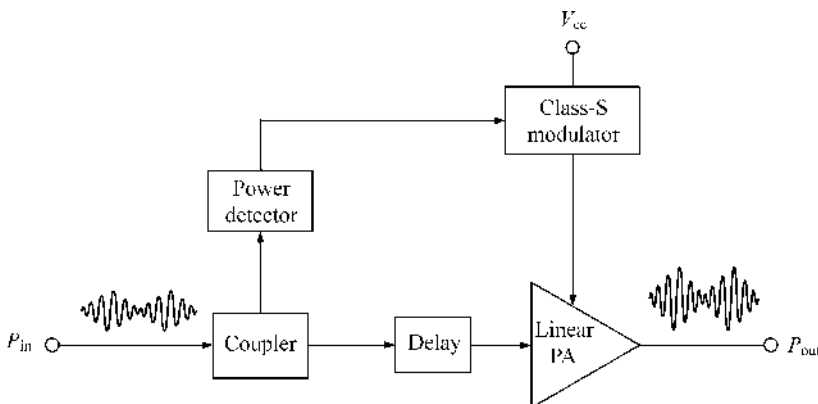 Vcc
Class-S
modulator
Power
detector
Pin
Coupler
Delay
Linear
PA
Pout